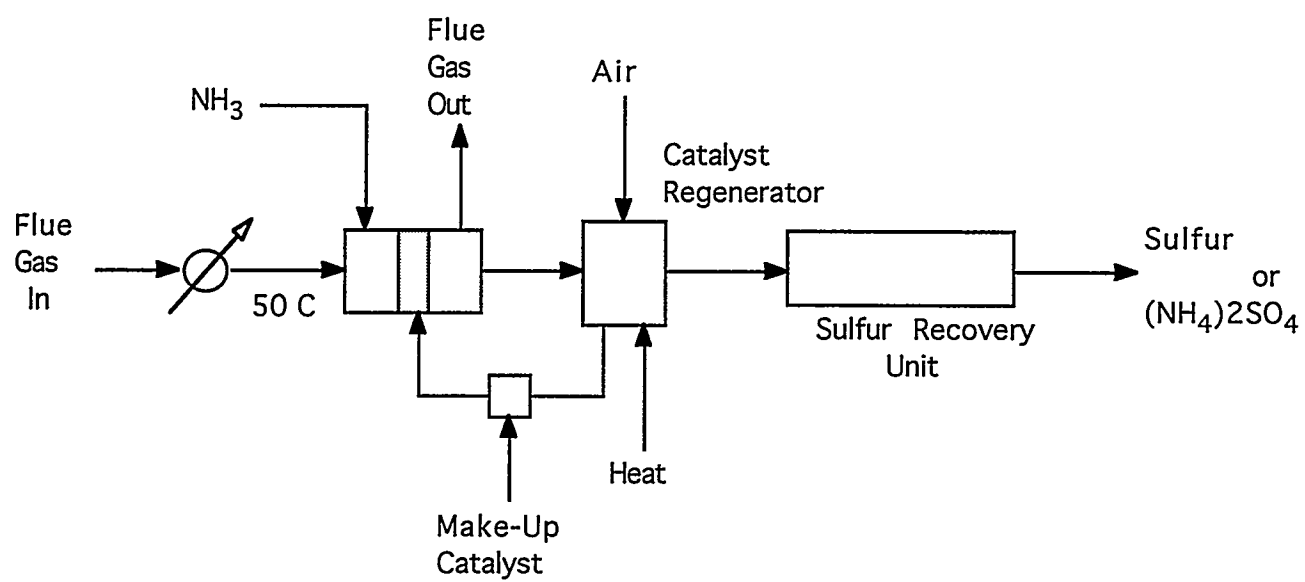 Flue
Gas
Out
Air
NH3
Catalyst
Regenerator
Flue
Gas
In
50 C
Sulfur
or
(NH4)2SO4
Sulfur Recovery
Unit
Heat
Make-Up
Catalyst